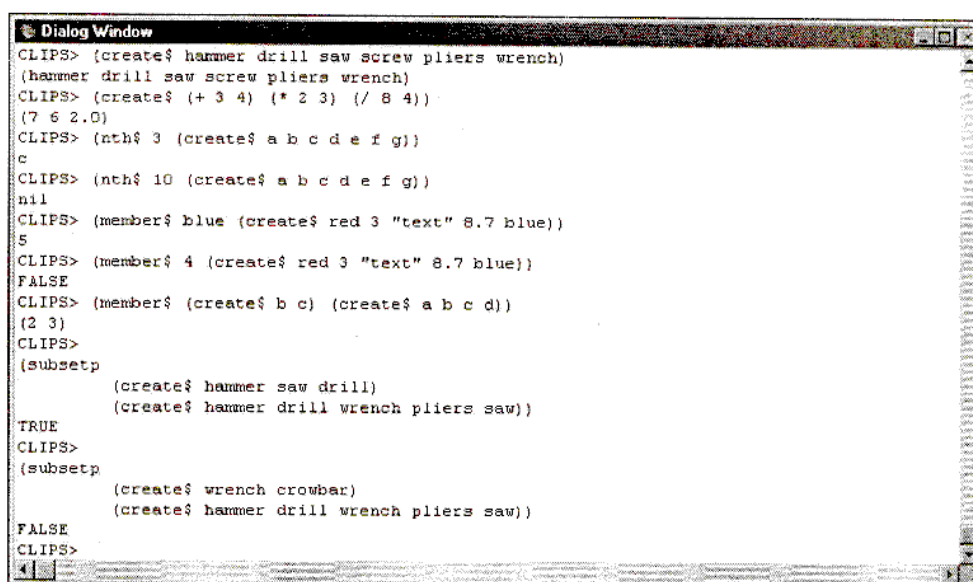 Dialog Window
CLIPS> (create$ hammer drill saw screw pliers wrench)
(hammer drill saw screw pliers wrench)
CLIPS> (create$ (+ 3 4) (* 2 3) (/ 8 4))
(7 6 2.0)
CLIPS> (nth$ 3 (create$ a b c d e f g))
c
CLIPS> (nth$ 10 (create$ a b c d e f g))
nil
CLIPS> (member$ blue (create$ red 3 "text" 8.7 blue))
5
CLIPS> (member$ 4 (create$ red 3 "text" 8.7 blue))
FALSE
CLIPS> (member$ (create$ b c) (create$ a b c d))
(2 3)
CLIPS>
(subsetp
(create$ hammer saw drill)
(create$ hammer drill wrench pliers saw))
TRUE
CLIPS>
(subsetp
(create$ wrench crowbar)
(create$ hammer drill wrench pliers saw))
FALSE
CLIPS>